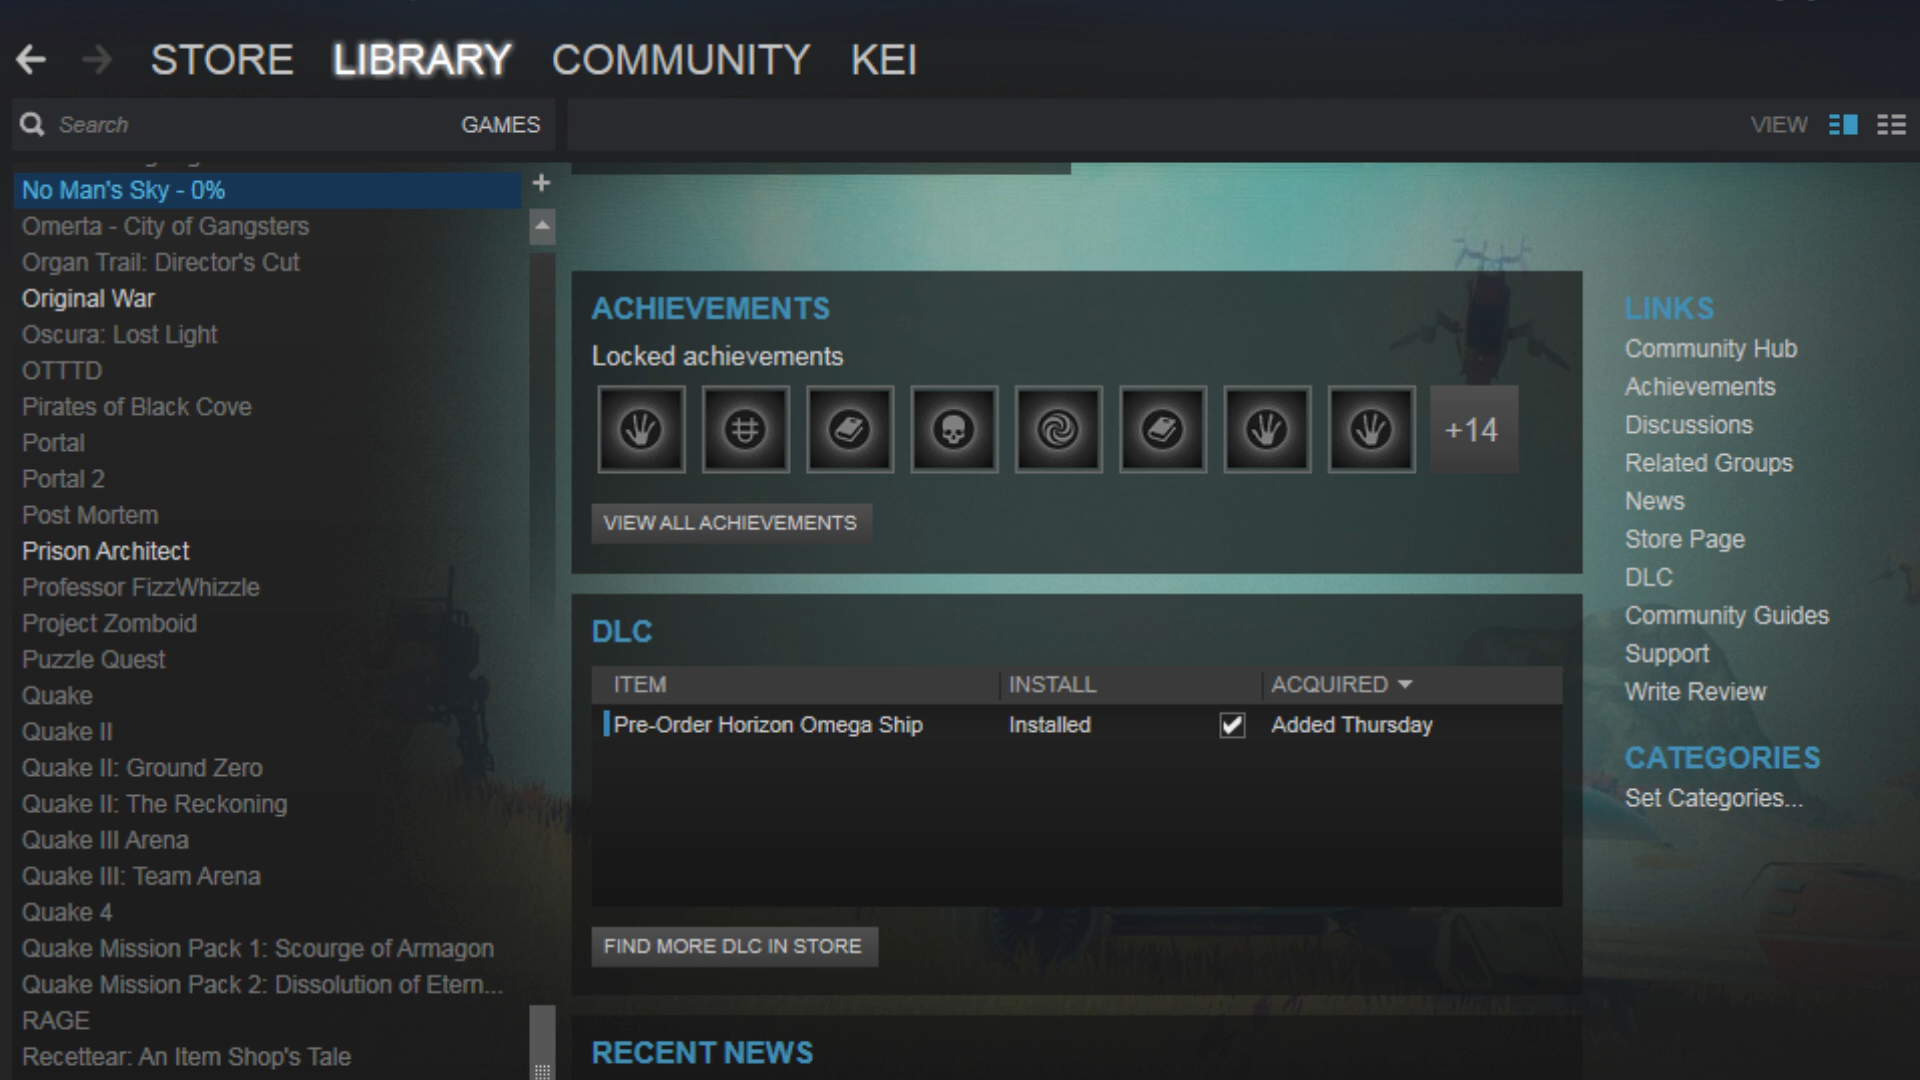 STORE LIBRARY COMMUNITY KEI
Search GAMES
VIEW
No Man's Sky - 0%
Omerta - City of Gangsters
Organ Trail: Director's Cut
Original War
Oscura: Lost Light
OTTTD
Pirates of Black Cove
Portal
Portal 2
Post Mortem
Prison Architect
Professor FizzWhizzle
Project Zomboid
Puzzle Quest
Quake
Quake II
Quake II: Ground Zero
Quake II: The Reckoning
Quake III Arena
Quake III: Team Arena
Quake 4
Quake Mission Pack 1: Scourge of Armagon
Quake Mission Pack 2: Dissolution of Etern...
RAGE
Recettear: An Item Shop's Tale
ACHIEVEMENTS
Locked achievements
+14
VIEW ALL ACHIEVEMENTS
DLC
ITEM INSTALL ACQUIRED
Pre-Order Horizon Omega Ship Installed Added Thursday
FIND MORE DLC IN STORE
RECENT NEWS
LINKS
Community Hub
Achievements
Discussions
Related Groups
News
Store Page
DLC
Community Guides
Support
Write Review
CATEGORIES
Set Categories...